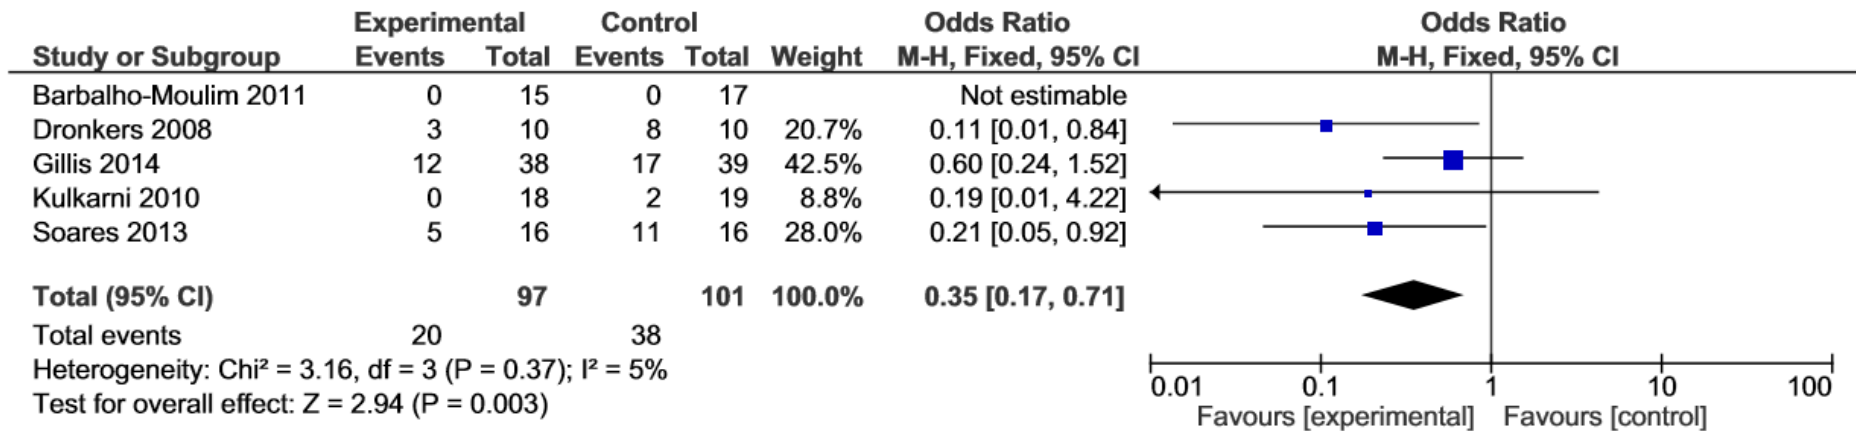 Experimental Control Odds Ratio Odds Ratio
Study or Subgroup Events Total Events Total Weight M-H, Fixed, 95% CI M-H, Fixed, 95% CI
Barbalho-Moulim 2011 0 15 0 17 Not estimable
Dronkers 2008 3 10 8 10 20.7% 0.11 [0.01, 0.84]
Gillis 2014 12 38 17 39 42.5% 0.60 [0.24, 1.52]
Kulkarni 2010 0 18 2 19 8.8% 0.19 [0.01, 4.22]
Soares 2013 5 16 11 16 28.0% 0.21 [0.05, 0.92]
Total (95% CI) 97 101 100.0% 0.35 [0.17, 0.71]
Total events 20 38
Heterogeneity: Chi² = 3.16, df = 3 (P = 0.37); I² = 5%
Test for overall effect: Z = 2.94 (P = 0.003)
0.01 0.1 1 10 100
Favours [experimental] Favours [control]